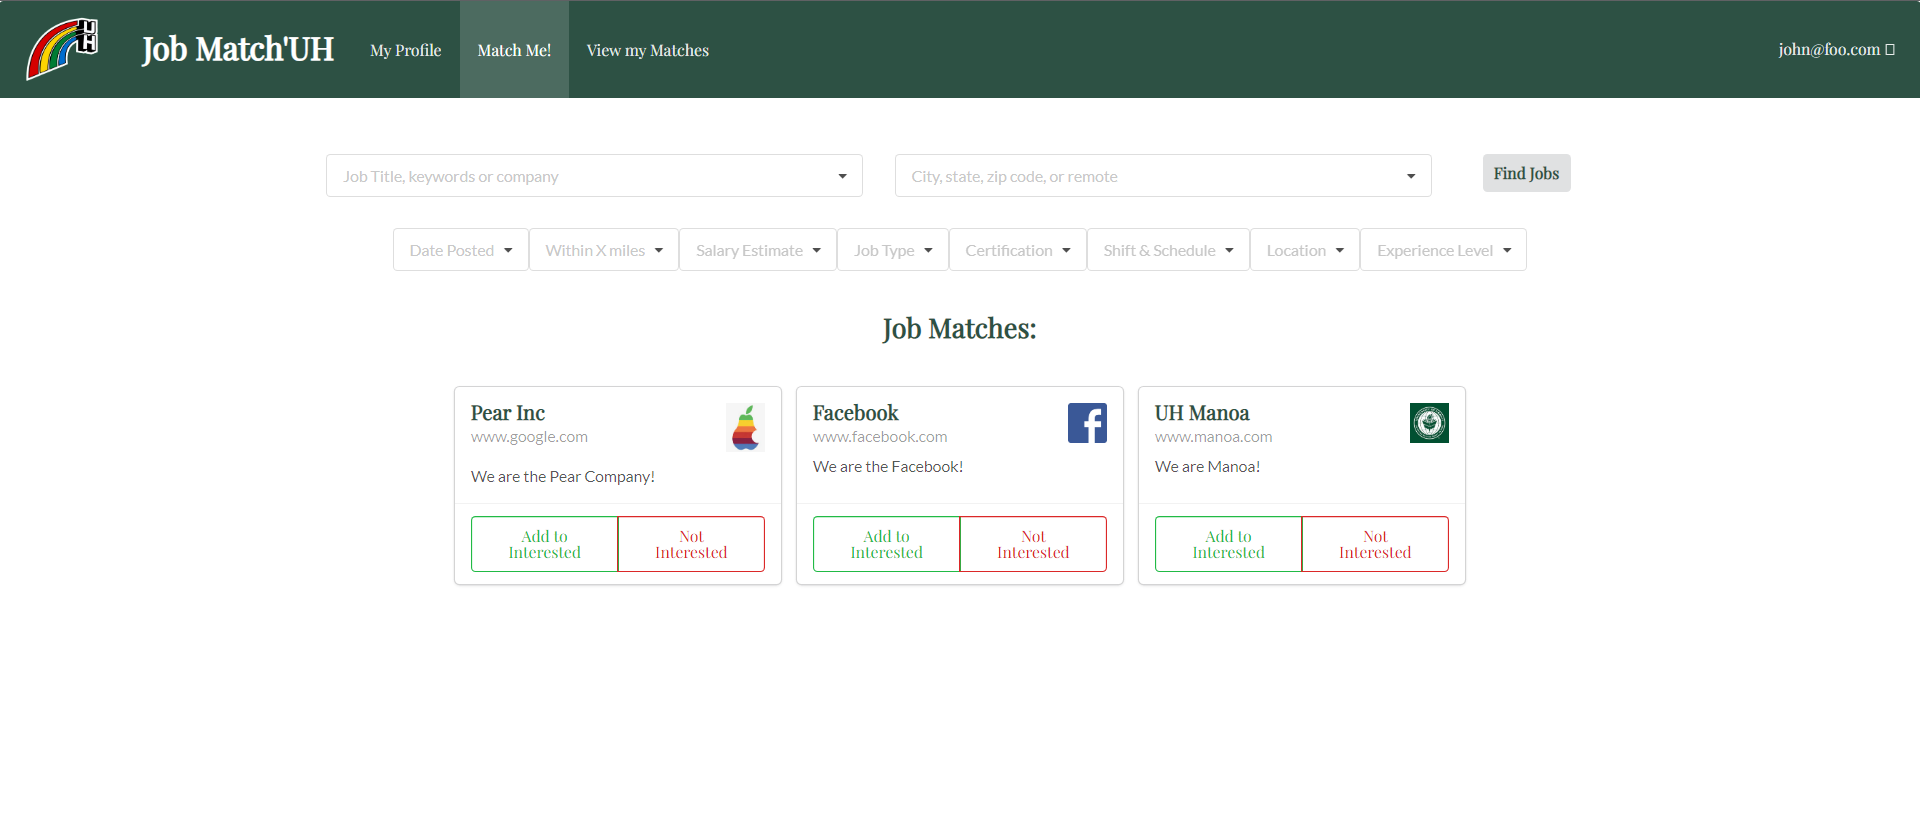 UH
Job Match'UH
My Profile
Match Me!
View my Matches
john@foo.com
Job Title, keywords or company
City, state, zip code, or remote
Find Jobs
Date Posted
Within X miles
Salary Estimate
Job Type
Certification
Shift & Schedule
Location
Experience Level
Job Matches:
Pear Inc
www.google.com
We are the Pear Company!
Add to
Interested
Not
Interested
Facebook
www.facebook.com
We are the Facebook!
Add to
Interested
Not
Interested
UH Manoa
www.manoa.com
We are Manoa!
Add to
Interested
Not
Interested